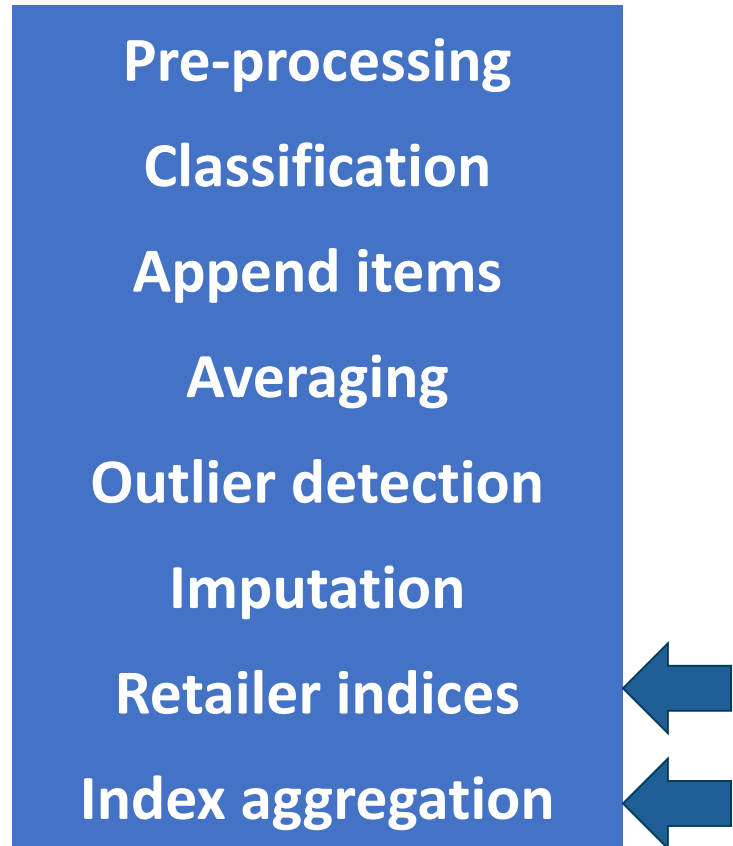 Pre-processing
Classification
Append items
Averaging
Outlier detection
Imputation
Retailer indices
Index aggregation